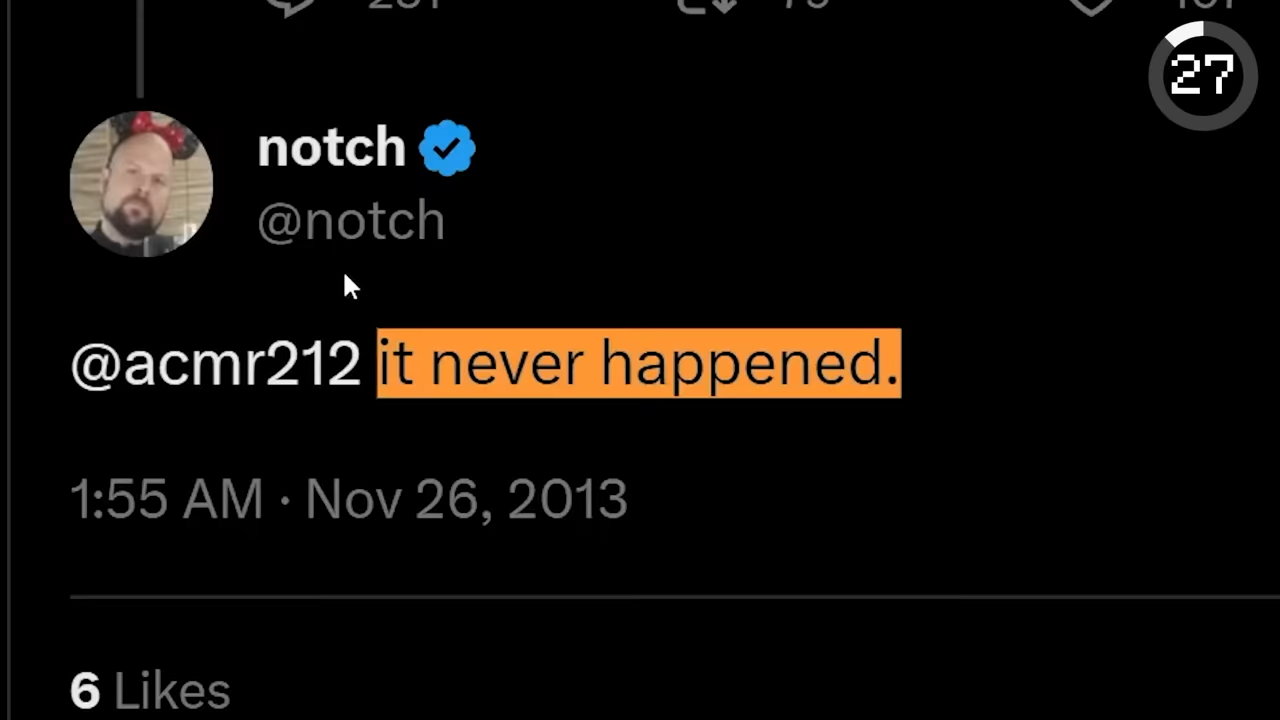 27
notch
@notch
@acmr212 it never happened.
1:55 AM · Nov 26, 2013
6 Likes